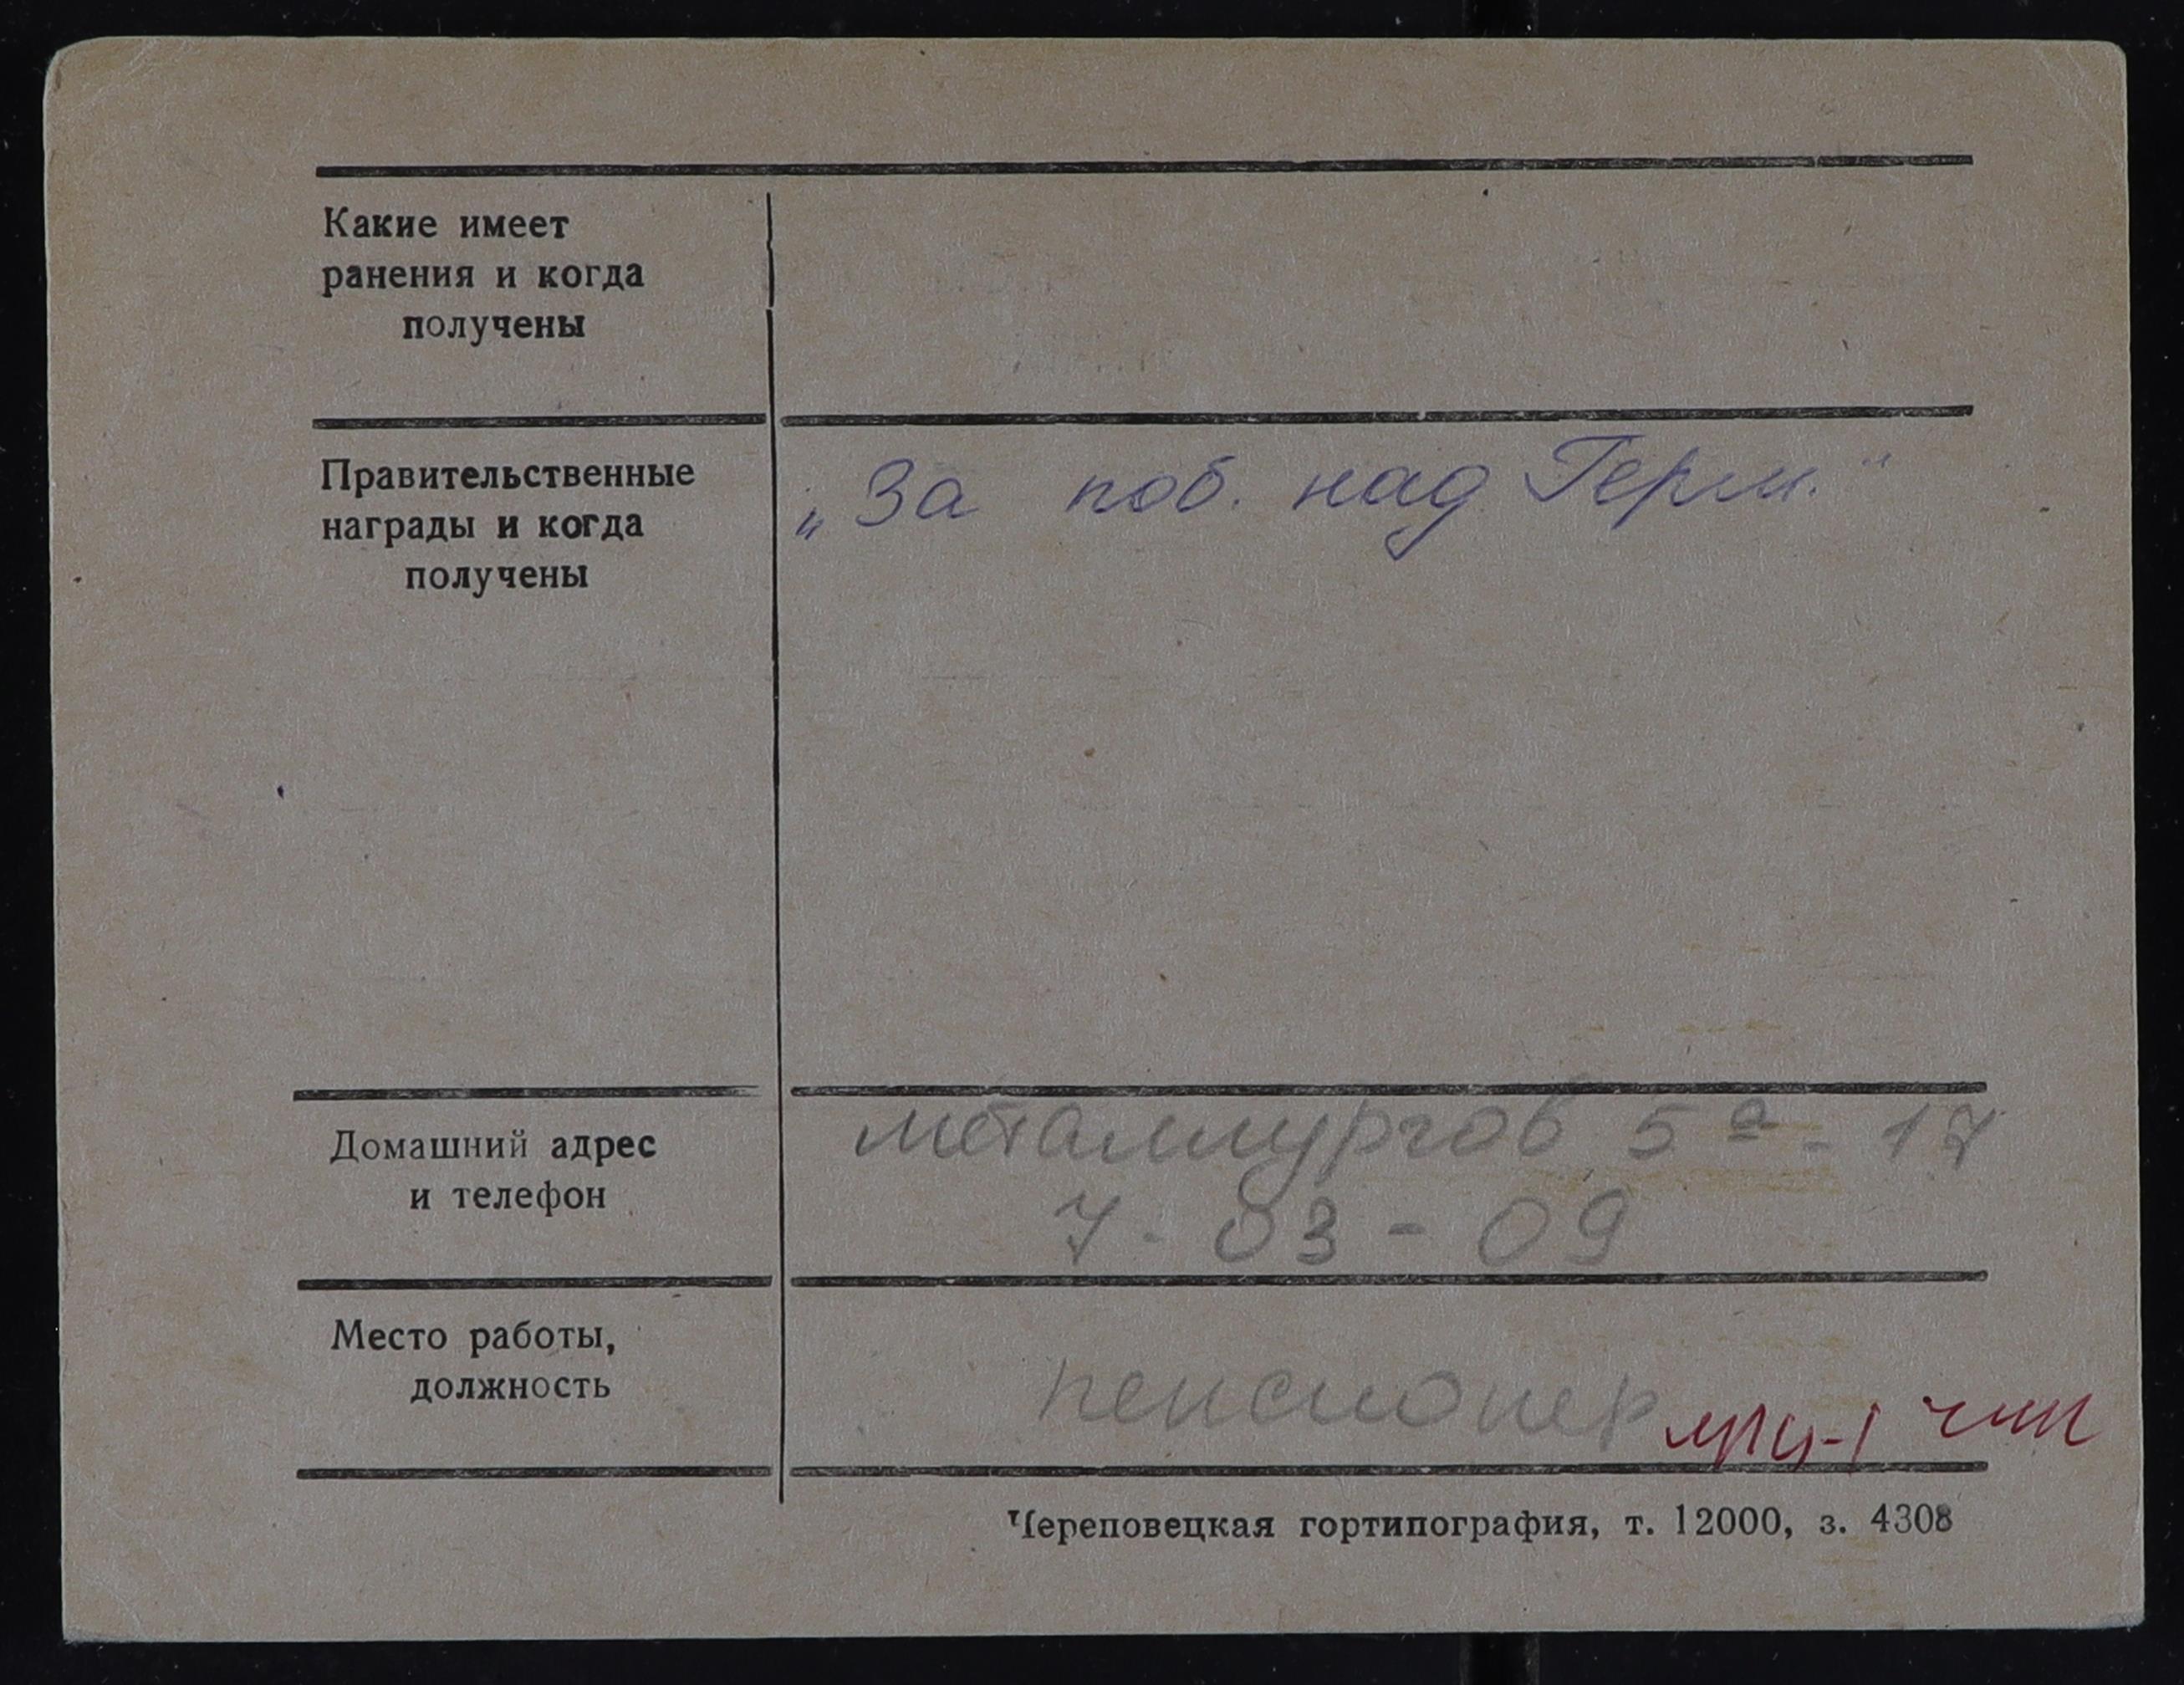 Какие имеет
ранения и когда
получены
Правительственные
награды и когда
получены
„За поб. над Герм."
Домашний адрес
и телефон
металлургов 5а - 17
7-03-09
Место работы,
должность
пенсионер
Череповецкая гортипография, т. 12000, з. 4308